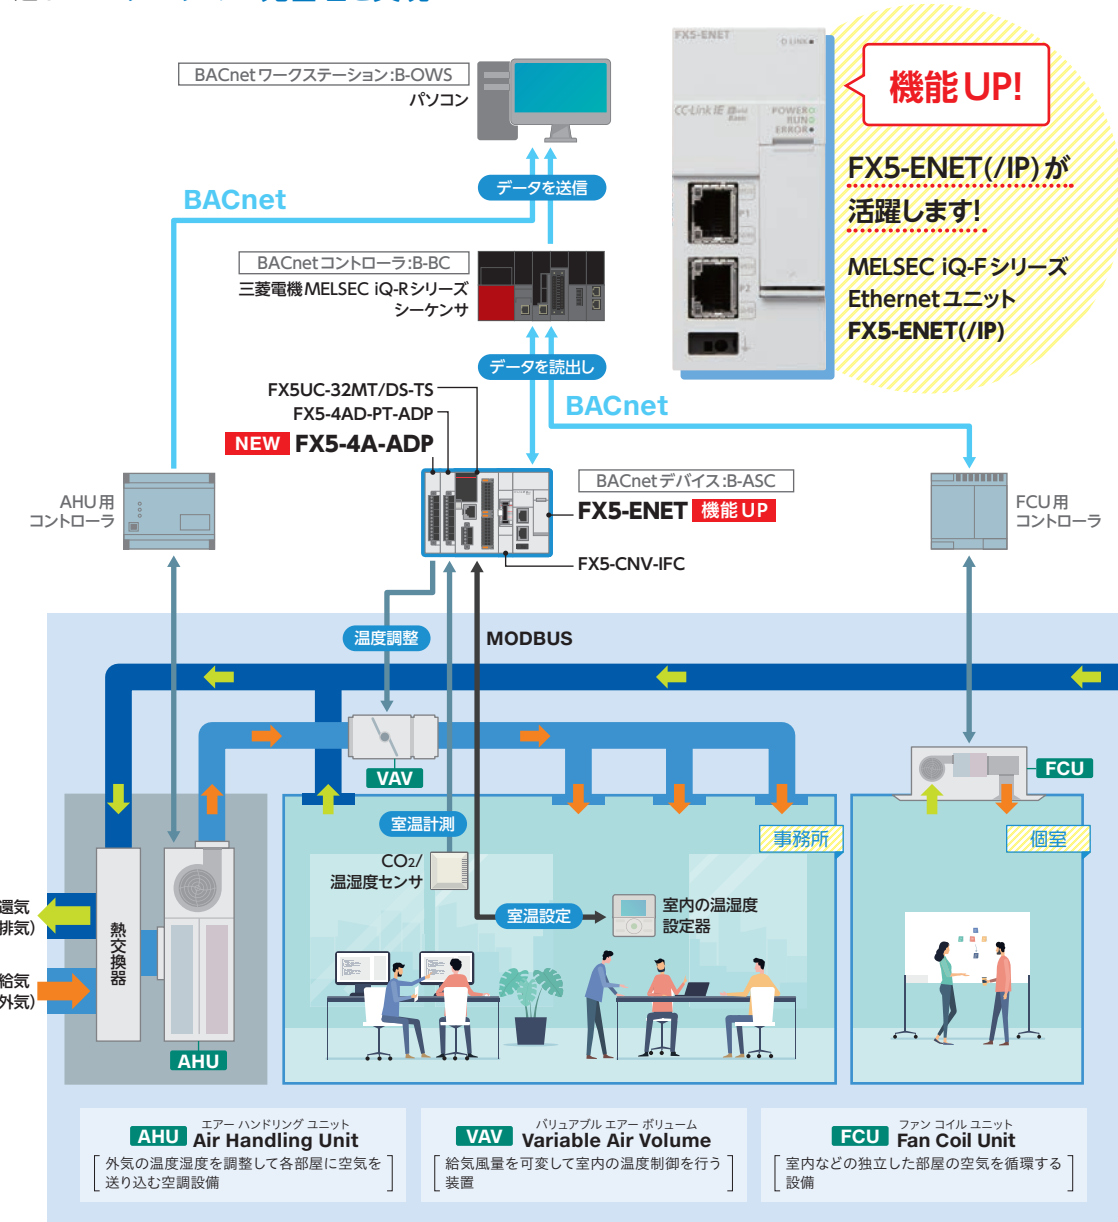 FX5-ENET
LINK
機能UP!
BACnetワークステーション:B-OWS
パソコン
CC-Link IE Field
Basic
POWER
RUN
ERROR
データを送信
BACnet
FX5-ENET(/IP)が
活躍します!
P1
BACnetコントローラ:B-BC
三菱電機MELSEC iQ-Rシリーズ
シーケンサ
MELSEC iQ-Fシリーズ
Ethernetユニット
FX5-ENET(/IP)
P2
データを読出し
FX5UC-32MT/DS-TS
FX5-4AD-PT-ADP
NEW FX5-4A-ADP
BACnet
BACnetデバイス:B-ASC
FX5-ENET 機能UP
FX5-CNV-IFC
AHU用
コントローラ
FCU用
コントローラ
温度調整
MODBUS
VAV
FCU
室温計測
事務所
個室
CO2/
温湿度センサ
室温設定
室内の温湿度
設定器
還気
排気)
熱交換器
給気
外気)
AHU
エアー ハンドリング ユニット
AHU Air Handling Unit
外気の温度湿度を調整して各部屋に空気を
送り込む空調設備
バリュアブル エアー ボリューム
VAV Variable Air Volume
給気風量を可変して室内の温度制御を行う
装置
ファン コイル ユニット
FCU Fan Coil Unit
室内などの独立した部屋の空気を循環する
設備